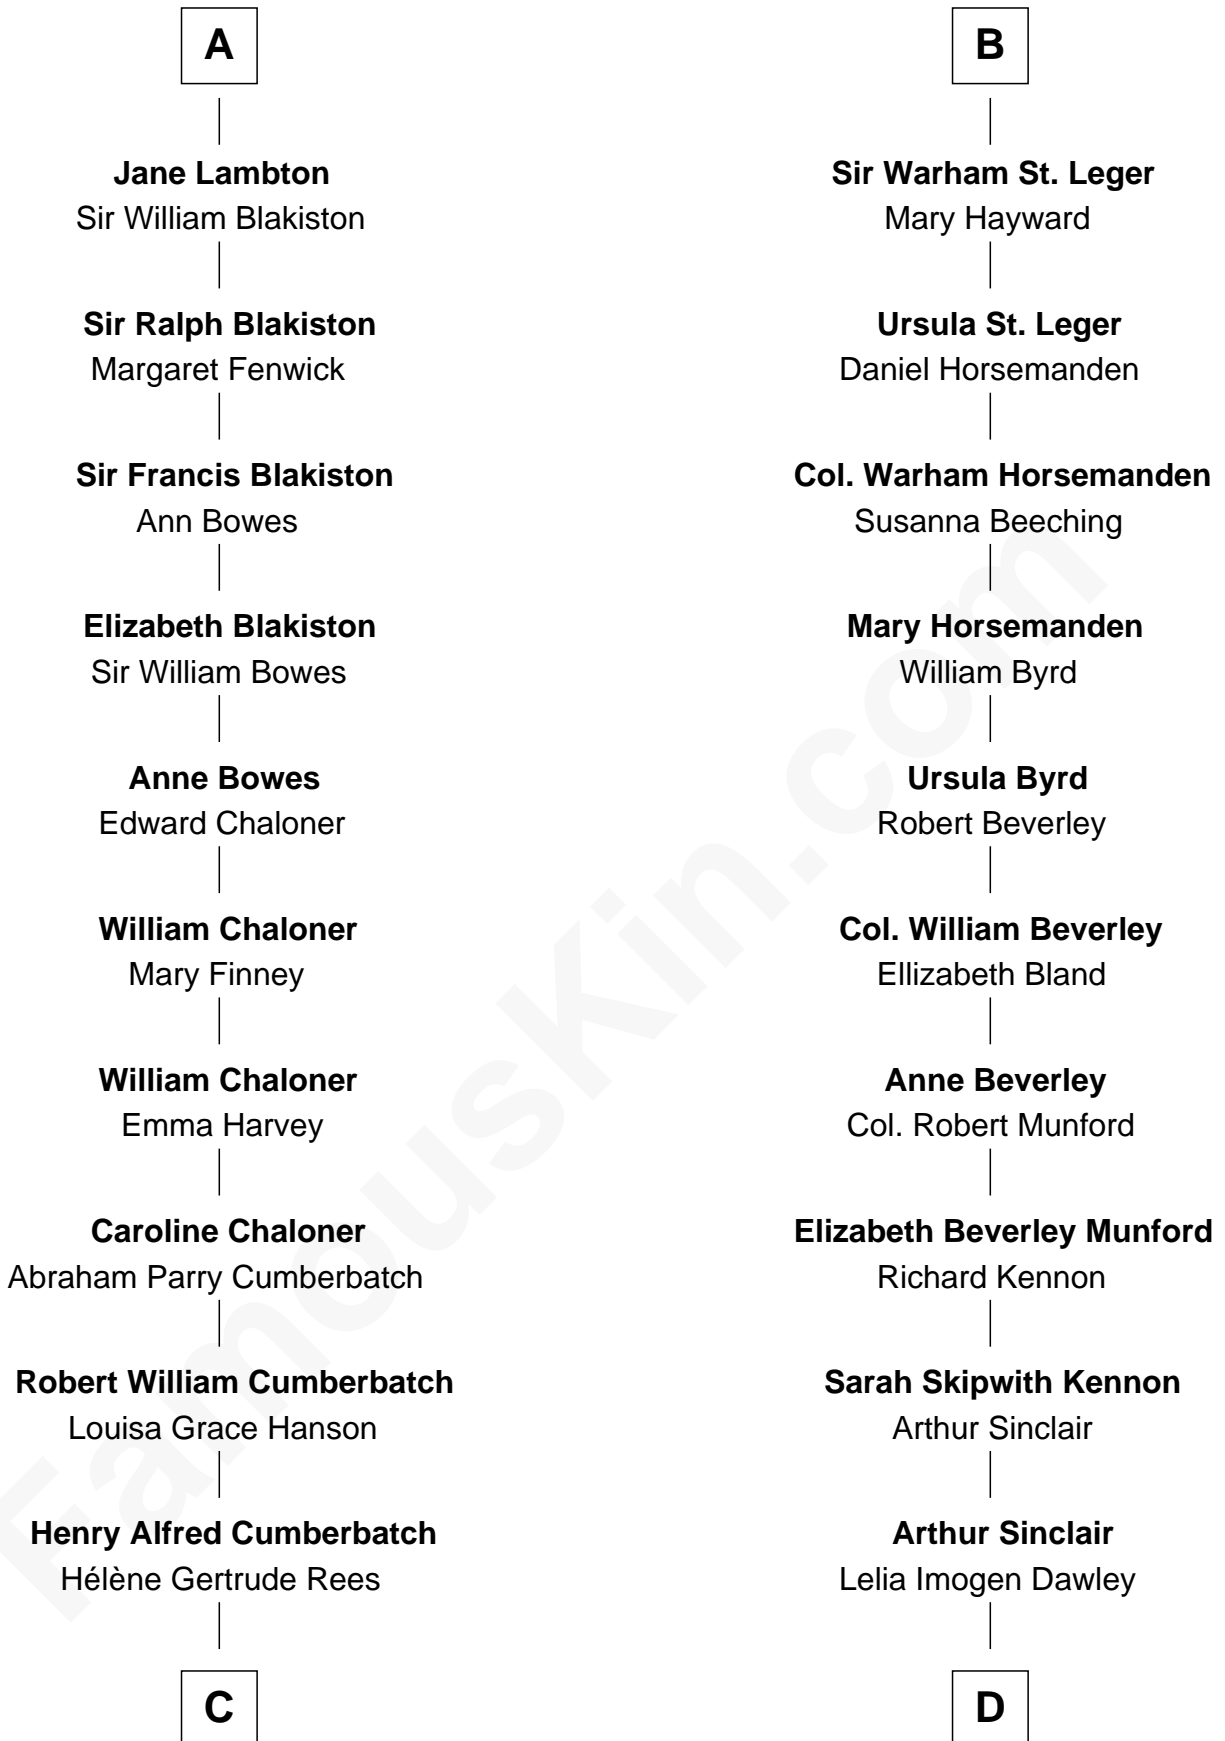 A
Jane Lambton
Sir William Blakiston
Sir Ralph Blakiston
Margaret Fenwick
Sir Francis Blakiston
Ann Bowes
Elizabeth Blakiston
Sir William Bowes
Anne Bowes
Edward Chaloner
William Chaloner
Mary Finney
William Chaloner
Emma Harvey
Caroline Chaloner
Abraham Parry Cumberbatch
Robert William Cumberbatch
Louisa Grace Hanson
Henry Alfred Cumberbatch
Hélène Gertrude Rees
C
B
Sir Warham St. Leger
Mary Hayward
Ursula St. Leger
Daniel Horsemanden
Col. Warham Horsemanden
Susanna Beeching
Mary Horsemanden
William Byrd
Ursula Byrd
Robert Beverley
Col. William Beverley
Ellizabeth Bland
Anne Beverley
Col. Robert Munford
Elizabeth Beverley Munford
Richard Kennon
Sarah Skipwith Kennon
Arthur Sinclair
Arthur Sinclair
Lelia Imogen Dawley
D
FamousKin.com